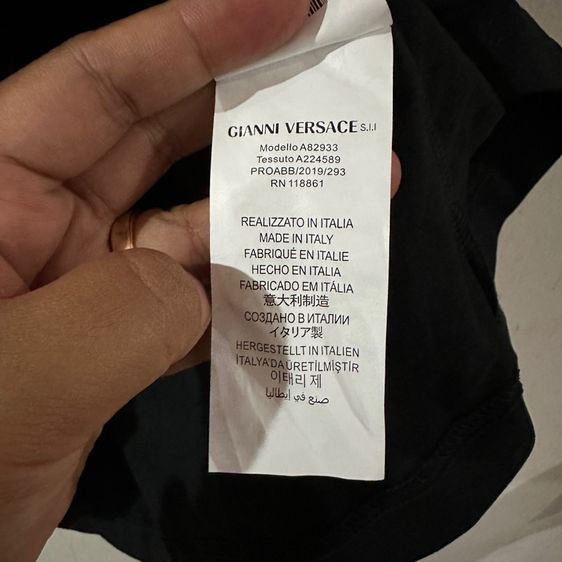 GIANNI VERSACE S.I.I
Modello A82933
Tessuto A224589
PROABB/2019/293
RN 118861
REALIZZATO IN ITALIA
MADE IN ITALY
FABRIQUÉ EN ITALIE
HECHO EN ITALIA
FABRICADO EM ITÁLIA
意大利制造
СОЗДАНО В ИТАЛИИ
イタリア製
HERGESTELLT IN ITALIEN
İTALYA'DA ÜRETİLMİŞTİR
이태리 제
صنع في إيطاليا